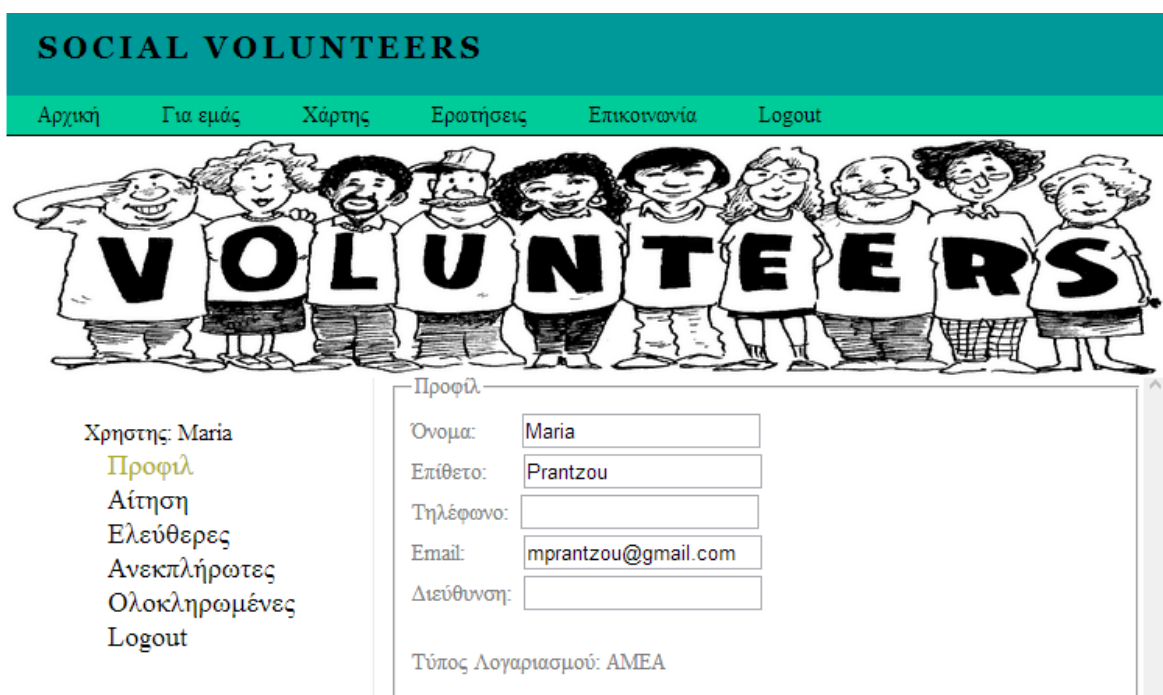 SOCIAL VOLUNTEERS
Αρχική Για εμάς Χάρτης Ερωτήσεις Επικοινωνία Logout
VOLUNTEERS
Χρηστης: Maria
Προφιλ
Αίτηση
Ελεύθερες
Ανεκπλήρωτες
Ολοκληρωμένες
Logout
Προφίλ
Όνομα: Maria
Επίθετο: Prantzou
Τηλέφωνο:
Email: mprantzou@gmail.com
Διεύθυνση:
Τύπος Λογαριασμού: ΑΜΕΑ